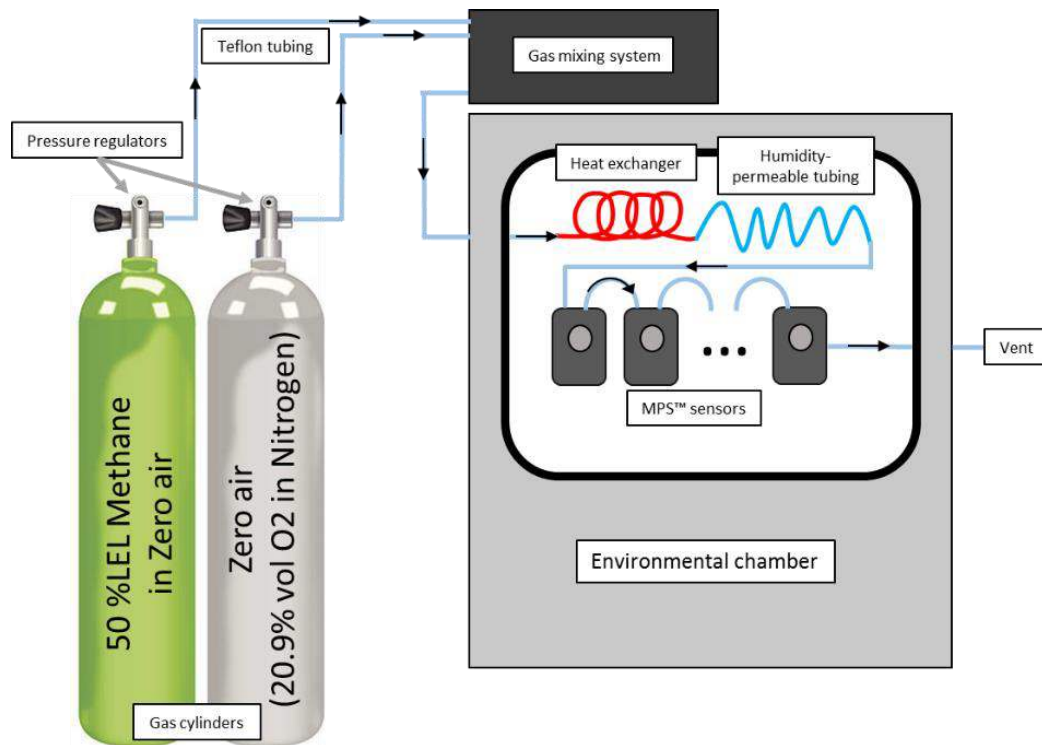 Teflon tubing
Gas mixing system
Pressure regulators
Heat exchanger
Humidity-
permeable tubing
Vent
MPS™ sensors
50 %LEL Methane
in Zero air
Zero air
(20.9% vol O2 in Nitrogen)
Environmental chamber
Gas cylinders